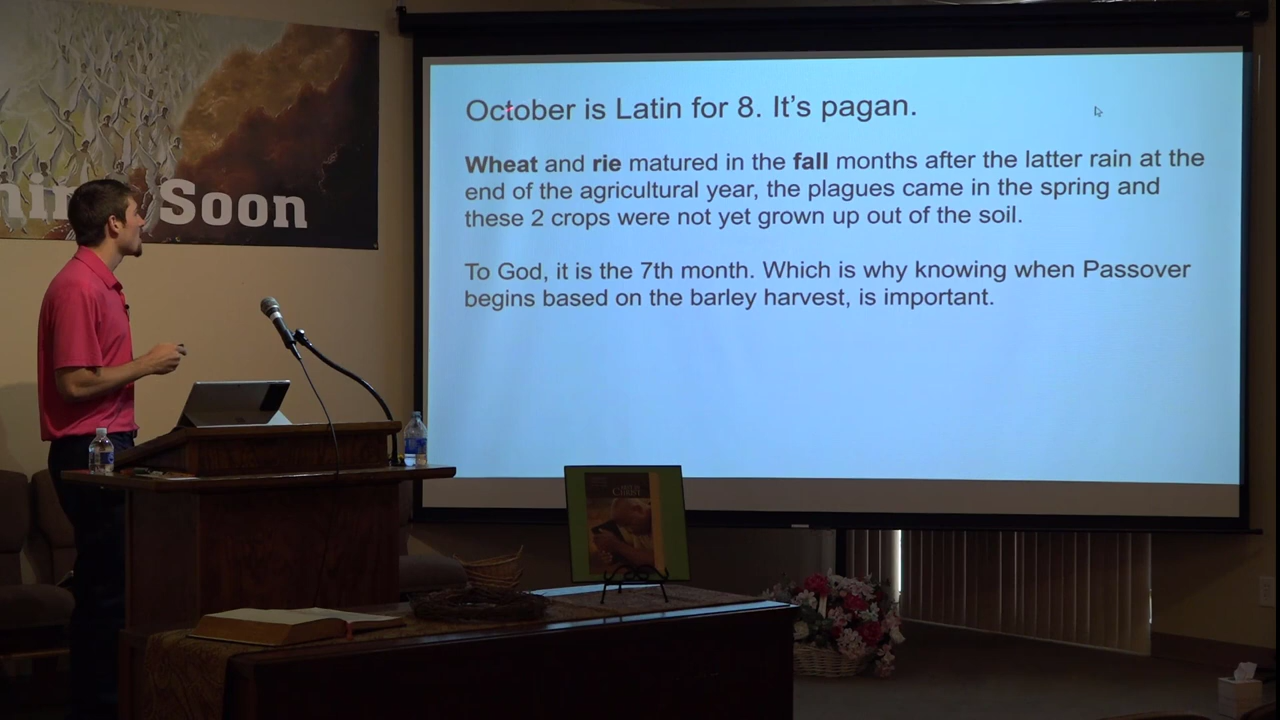 October is Latin for 8. It's pagan.
Wheat and rie matured in the fall months after the latter rain at the
end of the agricultural year, the plagues came in the spring and
these 2 crops were not yet grown up out of the soil.
To God, it is the 7th month. Which is why knowing when Passover
begins based on the barley harvest, is important.
Soon
CHRIST